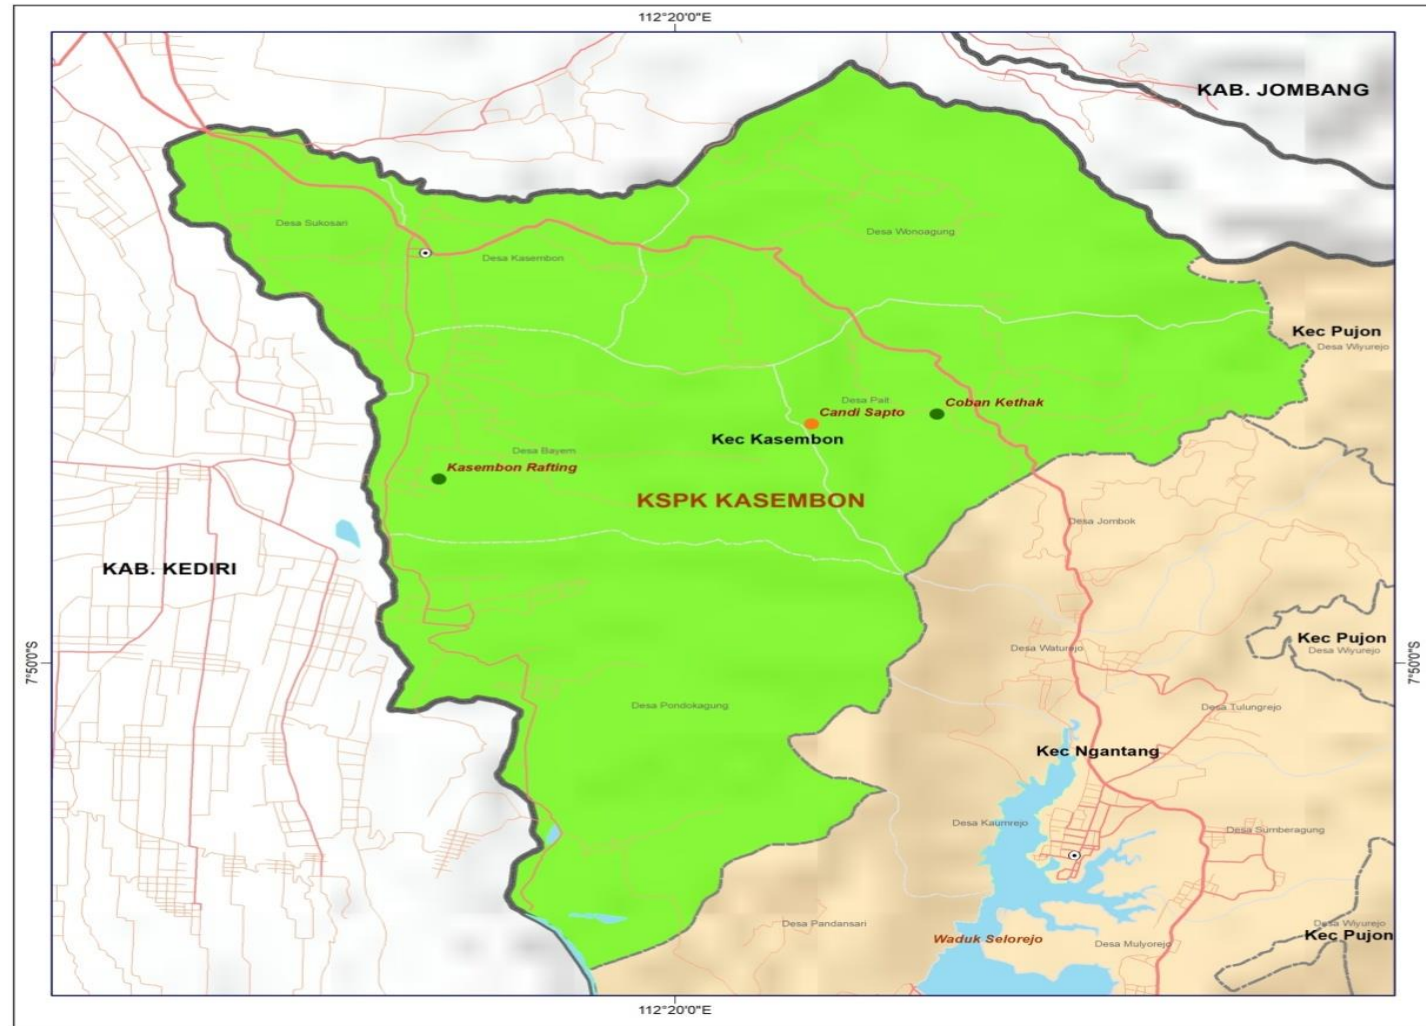 112°20'0"E
KAB. JOMBANG
Desa Sukosari
Desa Wonoagung
Desa Kasembon
Kec Pujon
Desa Wiyurejo
Desa Pait
Coban Kethak
Candi Sapto
Kec Kasembon
Desa Bayem
Kasembon Rafting
KSPK KASEMBON
Desa Jombok
KAB. KEDIRI
Kec Pujon
Desa Wiyurejo
Desa Waturejo
7°50'0"S
7°50'0"S
Desa Pondokagung
Desa Tulungrejo
Kec Ngantang
Desa Kaumrejo
Desa Sumberagung
Desa Pandansari
Desa Wiyurejo
Kec Pujon
Waduk Selorejo
Desa Mulyorejo
112°20'0"E